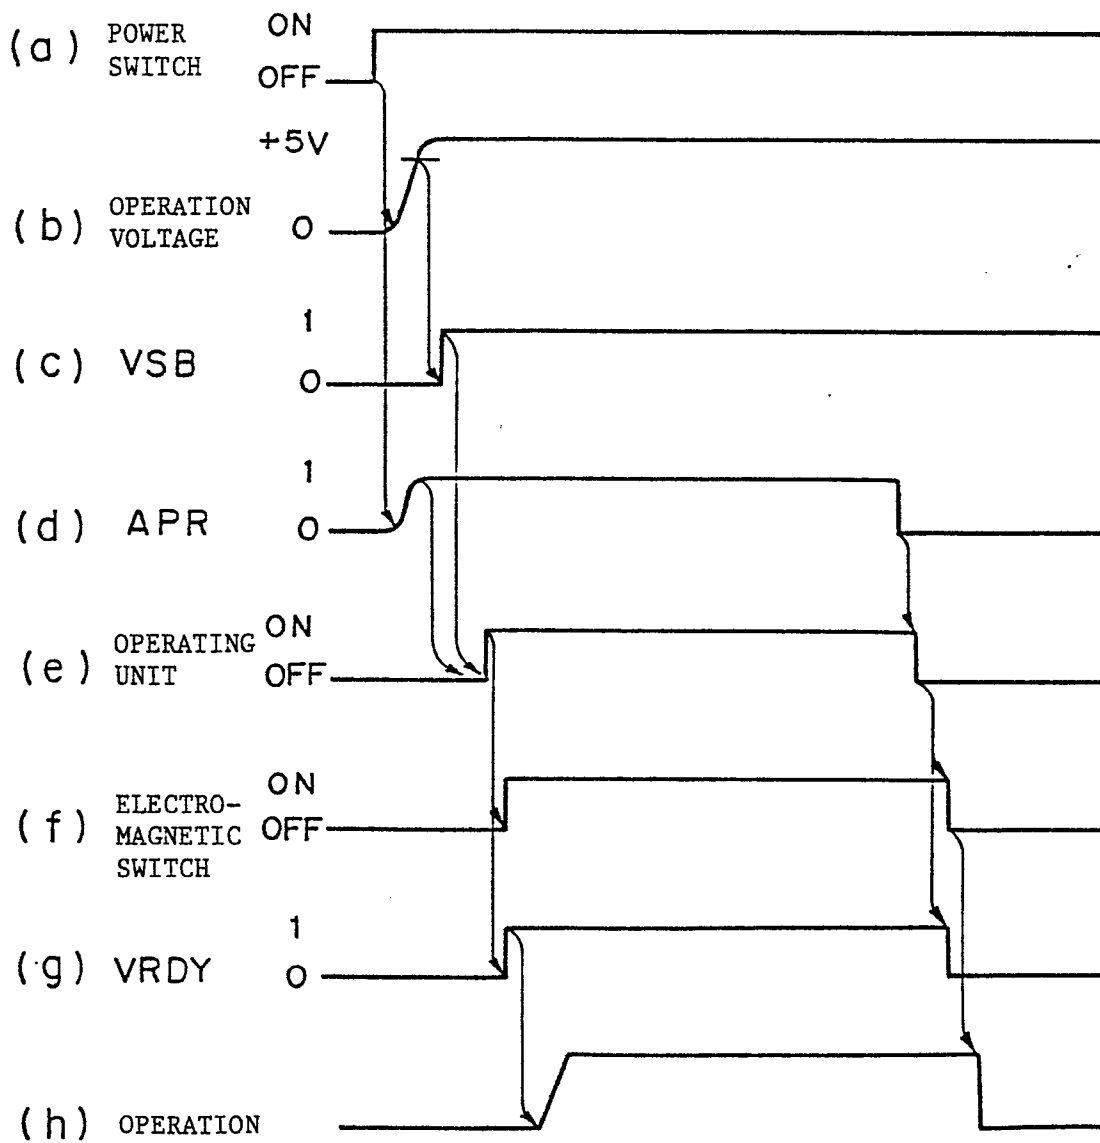 (a) POWER SWITCH ON
OFF
+5V
(b) OPERATION VOLTAGE 0
1
(c) VSB
0
1
(d) APR 0
(e) OPERATING UNIT ON
OFF
ON
(f) ELECTRO-
MAGNETIC
SWITCH
OFF
1
(g) VRDY 0
(h) OPERATION